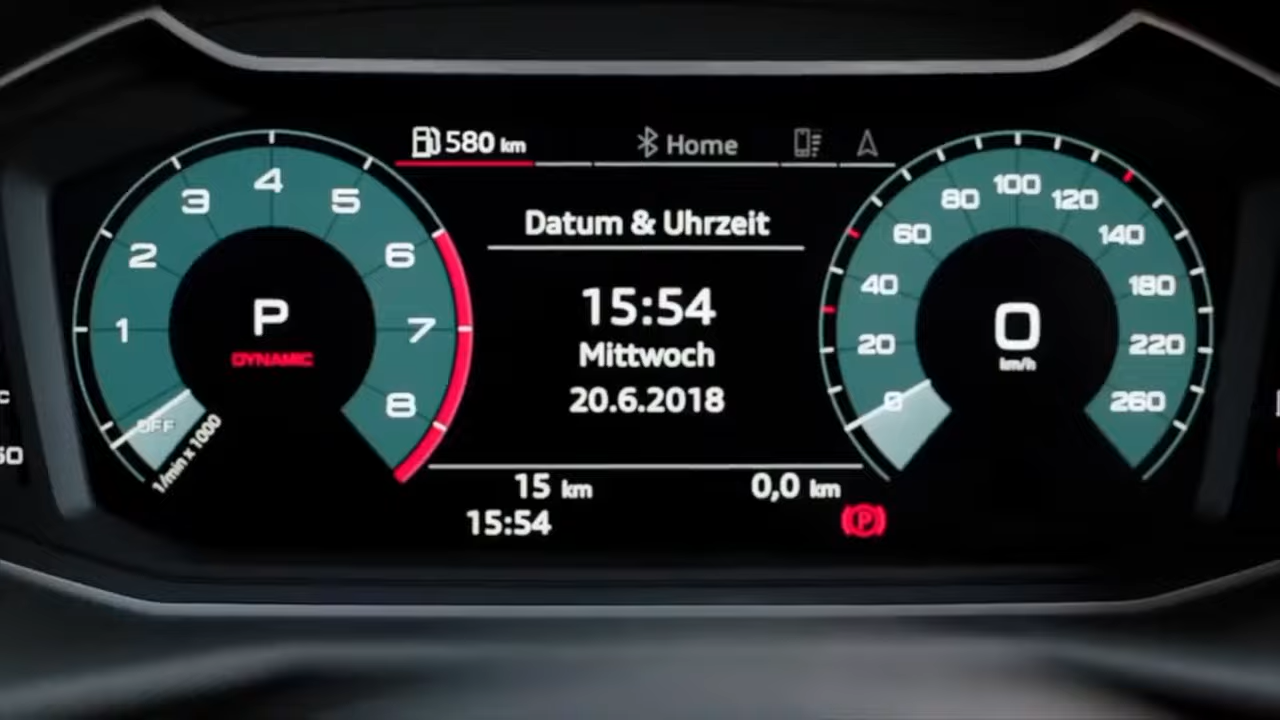 580 km
Home
Datum & Uhrzeit
15:54
Mittwoch
20.6.2018
15 km
0,0 km
15:54
P
OFF
1
2
3
4
5
6
7
8
P
DYNAMIC
1/min x 1000
0
20
40
60
80
100
120
140
180
220
260
0
km/h